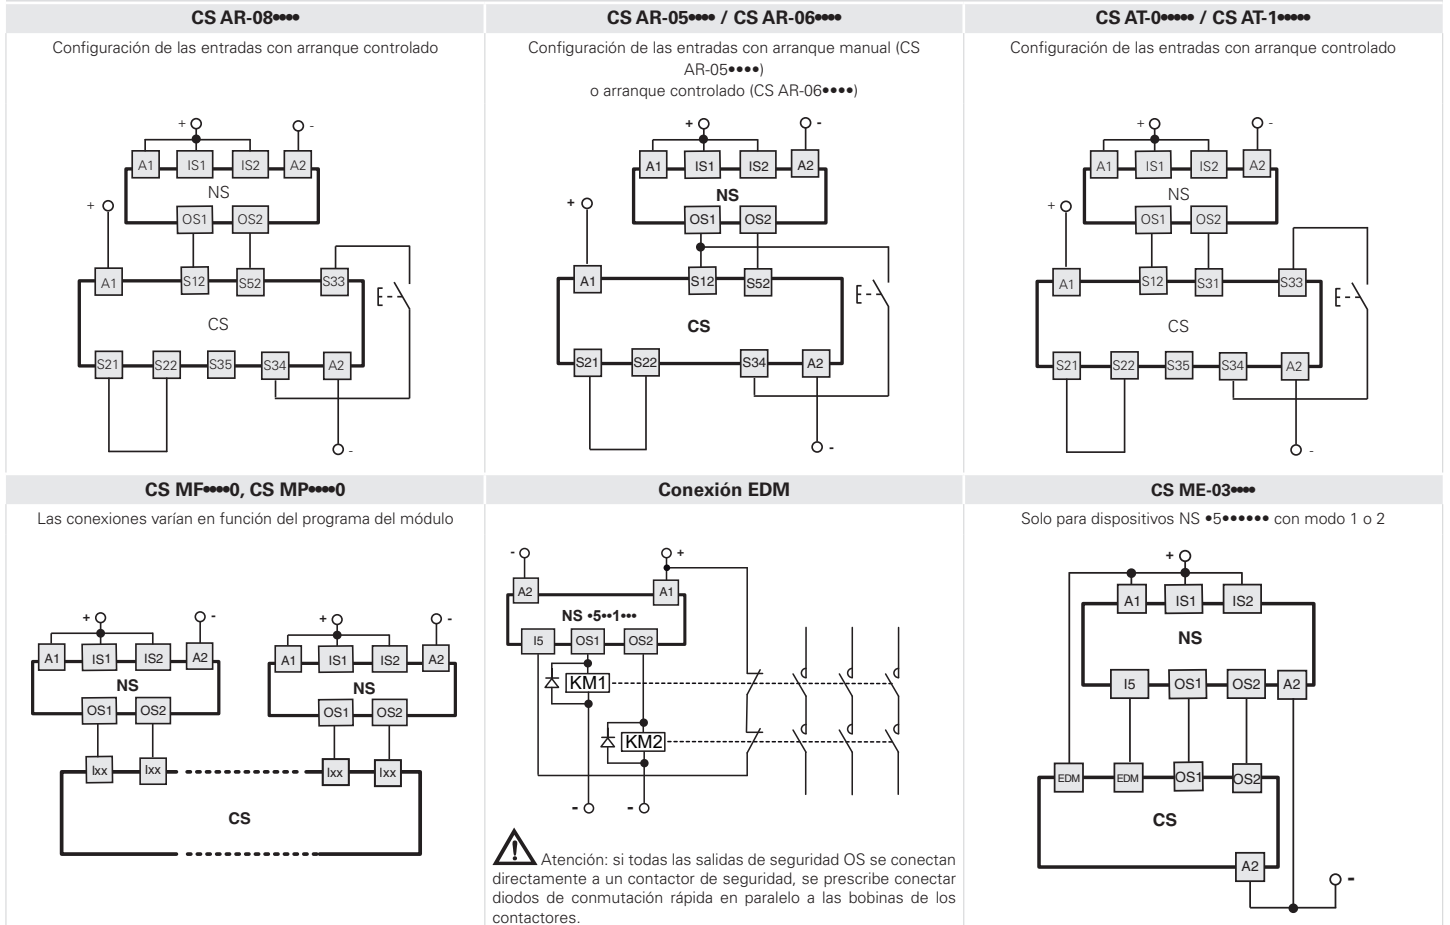 CS AR-08••••
Configuración de las entradas con arranque controlado
+ -
A1 IS1 IS2 A2
NS
OS1 OS2
+
A1 S12 S52 S33
CS
S21 S22 S35 S34 A2
-
CS AR-05•••• / CS AR-06••••
Configuración de las entradas con arranque manual (CS
AR-05••••)
o arranque controlado (CS AR-06••••)
+ -
A1 IS1 IS2 A2
NS
OS1 OS2
+
A1 S12 S52
CS
S21 S22 S34 A2
-
CS AT-0••••• / CS AT-1•••••
Configuración de las entradas con arranque controlado
+ -
A1 IS1 IS2 A2
NS
OS1 OS2
+
A1 S12 S31 S33
CS
S21 S22 S35 S34 A2
-
CS MF••••0, CS MP••••0
Las conexiones varían en función del programa del módulo
+ - + -
A1 IS1 IS2 A2 A1 IS1 IS2 A2
NS NS
OS1 OS2 OS1 OS2
Ixx Ixx Ixx Ixx
CS
Conexión EDM
- +
A2 A1
NS •5••1•••
I5 OS1 OS2
KM1
KM2
- -
Atención: si todas las salidas de seguridad OS se conectan
directamente a un contactor de seguridad, se prescribe conectar
diodos de conmutación rápida en paralelo a las bobinas de los
contactores.
CS ME-03••••
Solo para dispositivos NS •5•••••• con modo 1 o 2
+
A1 IS1 IS2
NS
I5 OS1 OS2 A2
EDM EDM OS1 OS2
CS
A2
-